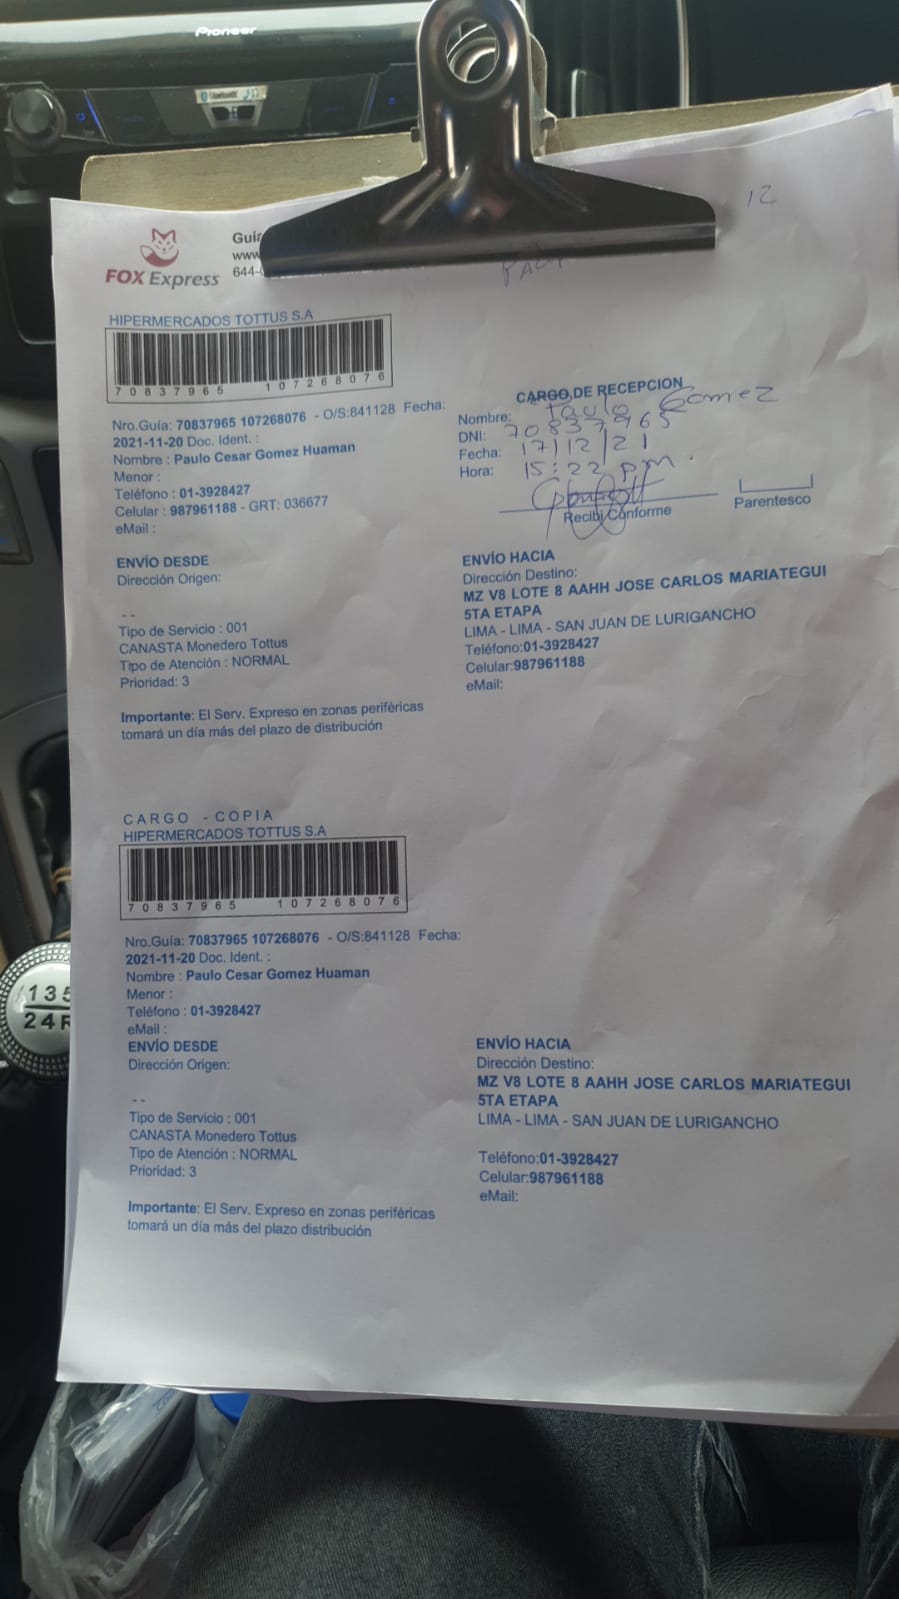 Pioneer
Bluetooth
12
Guía
www
644-
FOX Express
HIPERMERCADOS TOTTUS S.A
70837965 107268076
Nro.Guía: 70837965 107268076 - O/S:841128 Fecha:
2021-11-20 Doc. Ident. :
Nombre : Paulo Cesar Gomez Huaman
Menor :
Teléfono : 01-3928427
Celular : 987961188 - GRT: 036677
eMail :
CARGO DE RECEPCION
Nombre: Paulo Gomez
DNI: 70837965
Fecha: 17/12/21
Hora: 15:22 pm.
Recibí Conforme
Parentesco
ENVÍO DESDE
Dirección Origen:
--
Tipo de Servicio : 001
CANASTA Monedero Tottus
Tipo de Atención : NORMAL
Prioridad: 3
ENVÍO HACIA
Dirección Destino:
MZ V8 LOTE 8 AAHH JOSE CARLOS MARIATEGUI
5TA ETAPA
LIMA - LIMA - SAN JUAN DE LURIGANCHO
Teléfono:01-3928427
Celular:987961188
eMail:
Importante: El Serv. Expreso en zonas periféricas
tomará un día más del plazo de distribución
CARGO - COPIA
HIPERMERCADOS TOTTUS S.A
70837965 107268076
Nro.Guía: 70837965 107268076 - O/S:841128 Fecha:
2021-11-20 Doc. Ident. :
Nombre : Paulo Cesar Gomez Huaman
Menor :
Teléfono : 01-3928427
eMail :
ENVÍO DESDE
Dirección Origen:
--
Tipo de Servicio : 001
CANASTA Monedero Tottus
Tipo de Atención : NORMAL
Prioridad: 3
ENVÍO HACIA
Dirección Destino:
MZ V8 LOTE 8 AAHH JOSE CARLOS MARIATEGUI
5TA ETAPA
LIMA - LIMA - SAN JUAN DE LURIGANCHO
Teléfono:01-3928427
Celular:987961188
eMail:
Importante: El Serv. Expreso en zonas periféricas
tomará un día más del plazo distribución
1 3 5
2 4 R